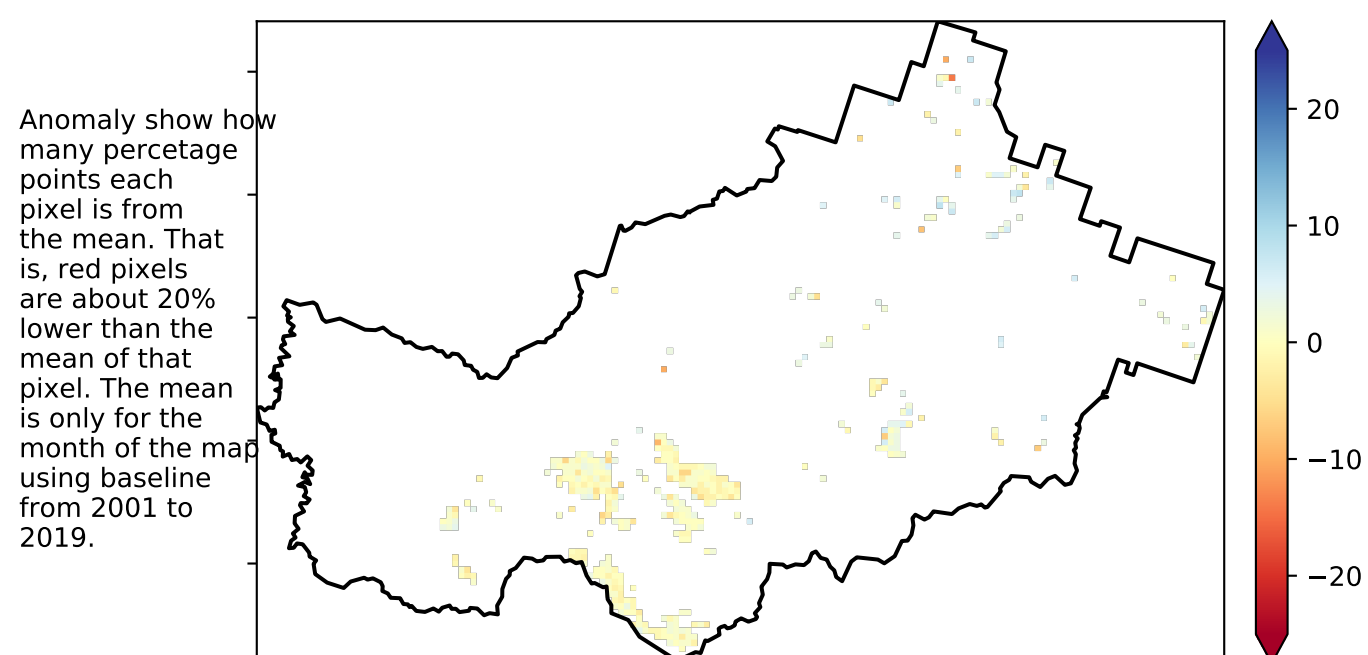 Anomaly show how
many percetage
points each
pixel is from
the mean. That
is, red pixels
are about 20%
lower than the
mean of that
pixel. The mean
is only for the
month of the map
using baseline
from 2001 to
2019.
20
10
0
−10
−20